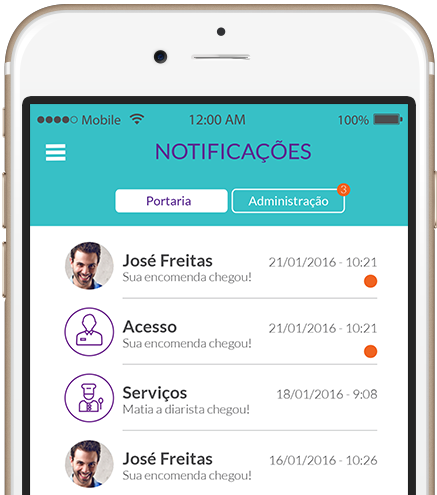 Mobile 12:00 AM 100%
NOTIFICAÇÕES
Portaria Administração 3
José Freitas 21/01/2016 - 10:21
Sua encomenda chegou!
Acesso 21/01/2016 - 10:21
Sua encomenda chegou!
Serviços 18/01/2016 - 9:08
Matia a diarista chegou!
José Freitas 16/01/2016 - 10:26
Sua encomenda chegou!